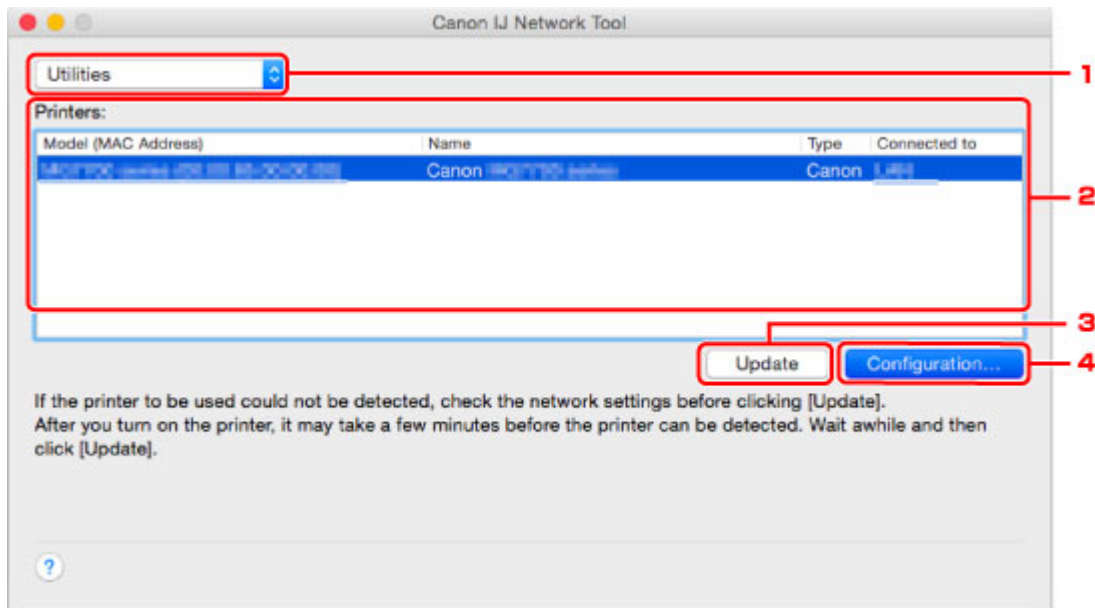 Canon IJ Network Tool
Utilities
1
Printers:
Model (MAC Address) Name Type Connected to
Canon Canon
2
3
Update Configuration...
4
If the printer to be used could not be detected, check the network settings before clicking [Update].
After you turn on the printer, it may take a few minutes before the printer can be detected. Wait awhile and then
click [Update].
?